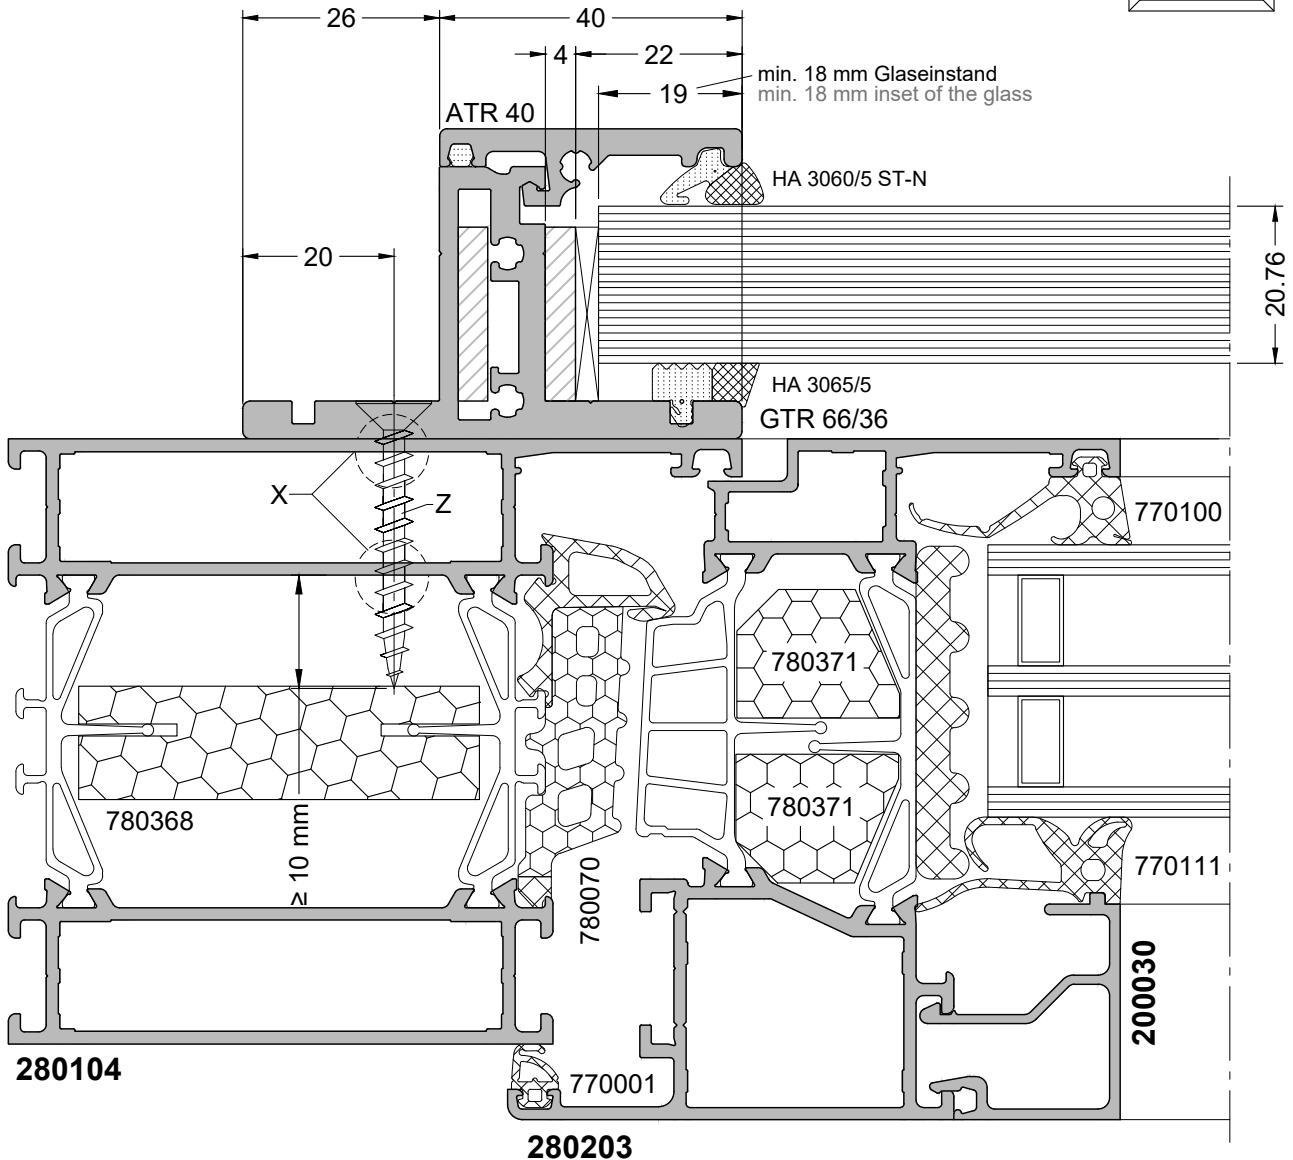 26
40
4
22
19
min. 18 mm Glaseinstand
min. 18 mm inset of the glass
ATR 40
HA 3060/5 ST-N
20
20.76
HA 3065/5
GTR 66/36
X
Z
770100
780371
780371
780368
≥ 10 mm
780070
770111
200030
280104
770001
280203